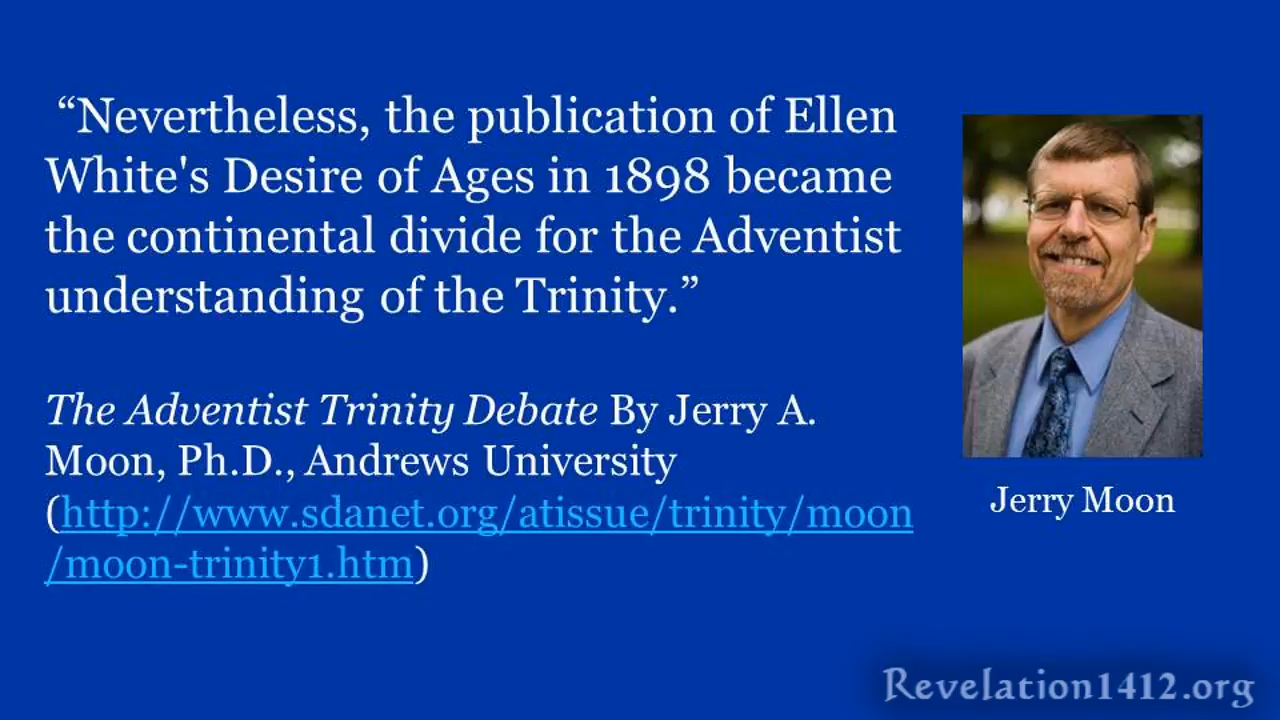 “Nevertheless, the publication of Ellen
White's Desire of Ages in 1898 became
the continental divide for the Adventist
understanding of the Trinity.”
The Adventist Trinity Debate By Jerry A.
Moon, Ph.D., Andrews University
(http://www.sdanet.org/atissue/trinity/moon
/moon-trinity1.htm)
Jerry Moon
Revelation1412.org